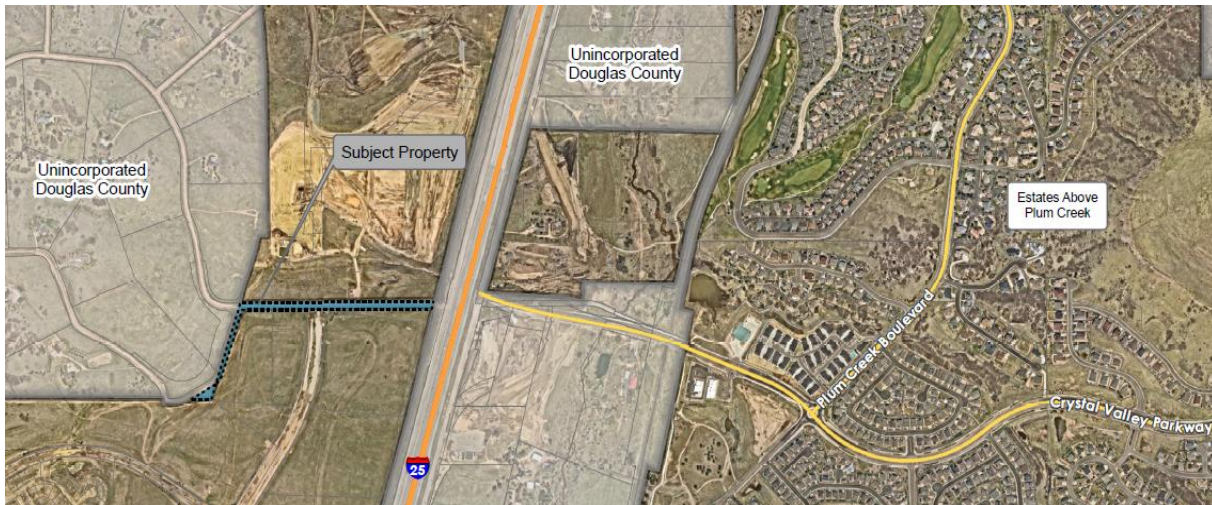 Unincorporated
Douglas County
Subject Property
Unincorporated
Douglas County
Estates Above
Plum Creek
Plum Creek Boulevard
Crystal Valley Parkway
25